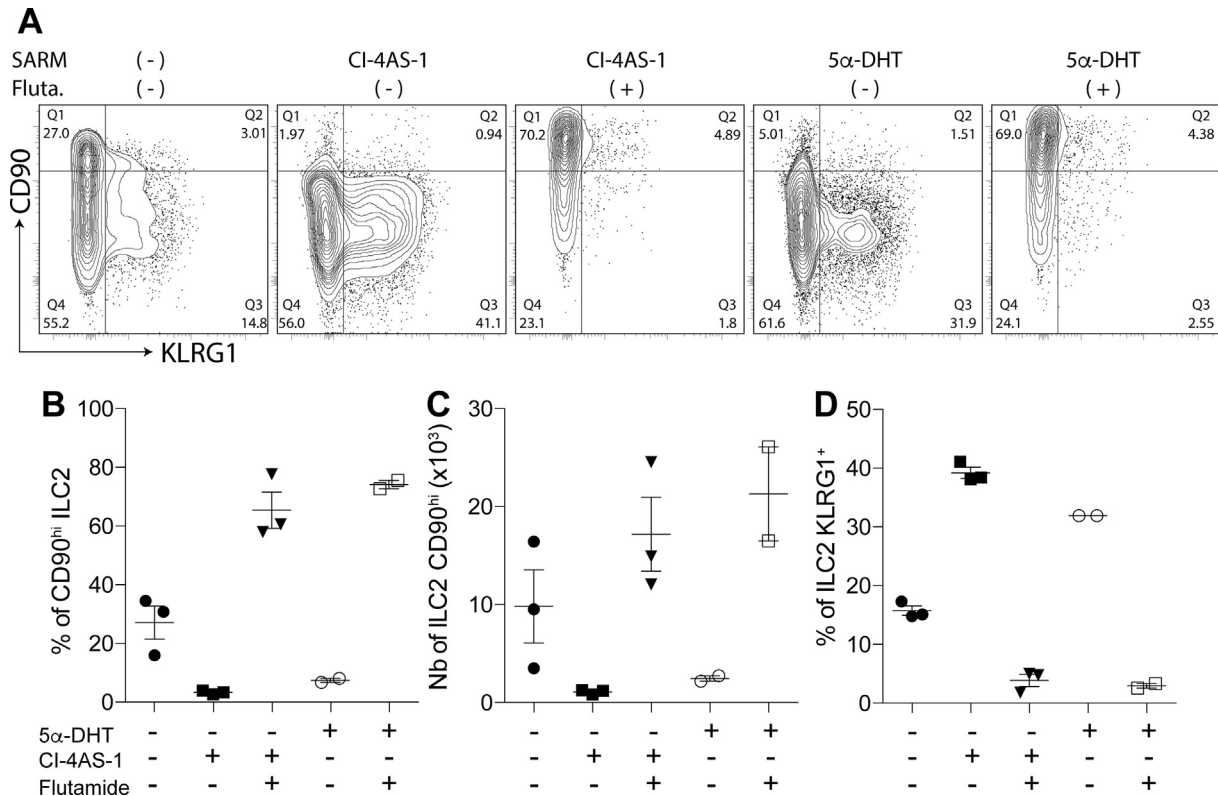 A
SARM (-) CI-4AS-1 CI-4AS-1 5α-DHT 5α-DHT
Fluta. (-) (-) (+) (-) (+)
Q1 Q2 Q1 Q2 Q1 Q2 Q1 Q2 Q1 Q2
27.0 3.01 1.97 0.94 70.2 4.89 5.01 1.51 69.0 4.38
CD90
Q4 Q3 Q4 Q3 Q4 Q3 Q4 Q3 Q4 Q3
55.2 14.8 56.0 41.1 23.1 1.8 61.6 31.9 24.1 2.55
KLRG1
B
% of CD90hi ILC2
100
80
60
40
20
0
C
Nb of ILC2 CD90hi (x10³)
30
20
10
0
D
% of ILC2 KLRG1+
50
40
30
20
10
0
5α-DHT - - - + + - - - + + - - - + +
CI-4AS-1 - + + - - - + + - - - + + - -
Flutamide - - + - + - - + - + - - + - +